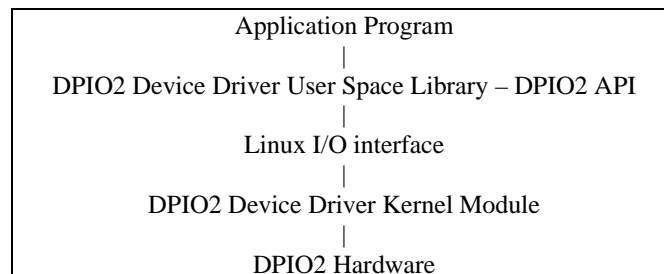 Application Program
|
DPIO2 Device Driver User Space Library – DPIO2 API
|
Linux I/O interface
|
DPIO2 Device Driver Kernel Module
|
DPIO2 Hardware